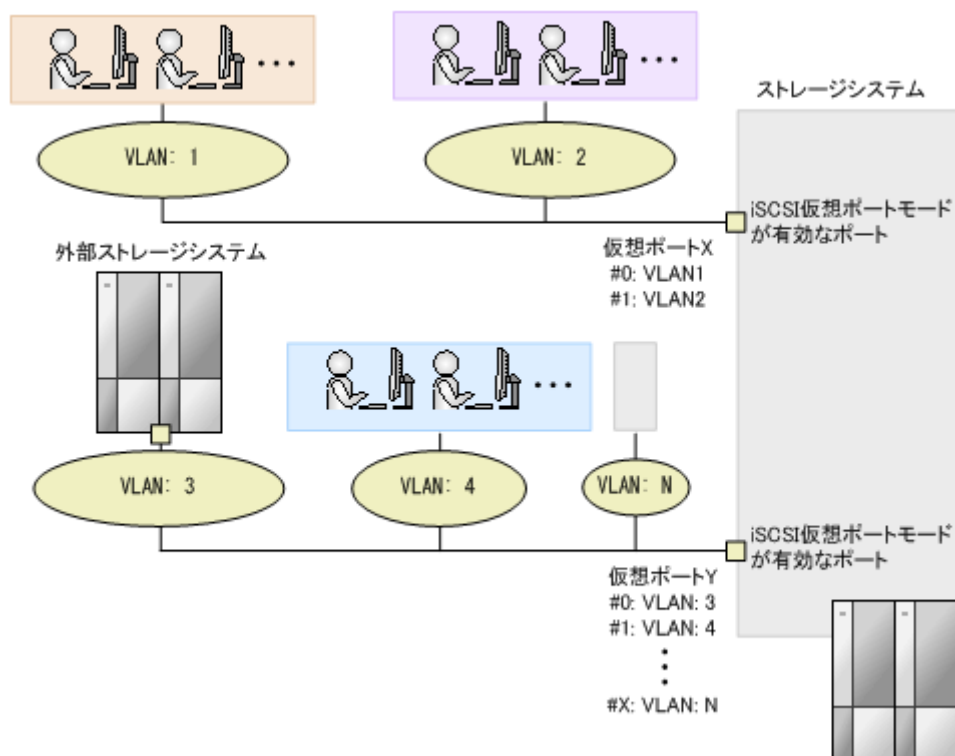 ・・・
・・・
ストレージシステム
VLAN: 1
VLAN: 2
iSCSI仮想ポートモード
が有効なポート
外部ストレージシステム
仮想ポートX
#0: VLAN1
#1: VLAN2
・・・
VLAN: 3
VLAN: 4
VLAN: N
iSCSI仮想ポートモード
が有効なポート
仮想ポートY
#0: VLAN: 3
#1: VLAN: 4
⋮
#X: VLAN: N